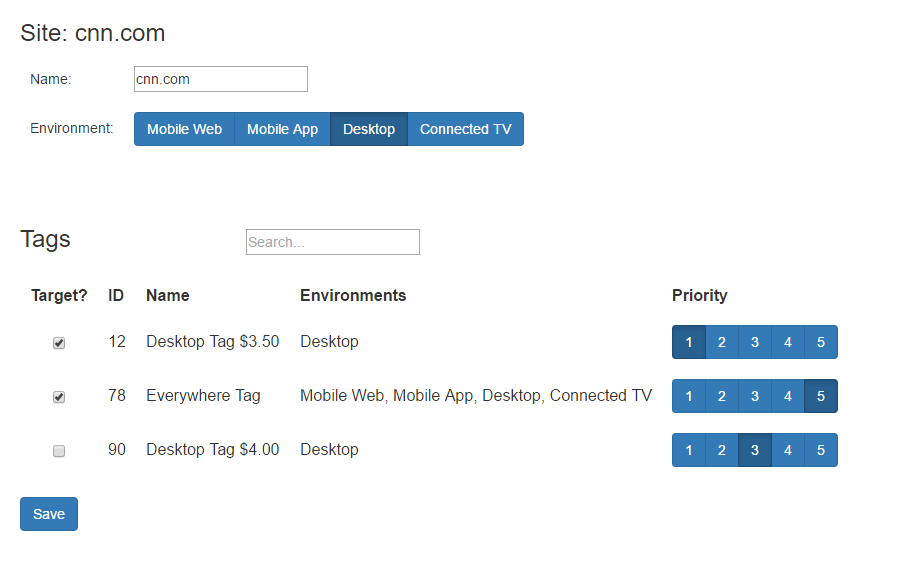 Site: cnn.com
Name: cnn.com
Environment: Mobile Web Mobile App Desktop Connected TV
Tags Search...
Target? ID Name Environments Priority
12 Desktop Tag $3.50 Desktop 1 2 3 4 5
78 Everywhere Tag Mobile Web, Mobile App, Desktop, Connected TV 1 2 3 4 5
90 Desktop Tag $4.00 Desktop 1 2 3 4 5
Save